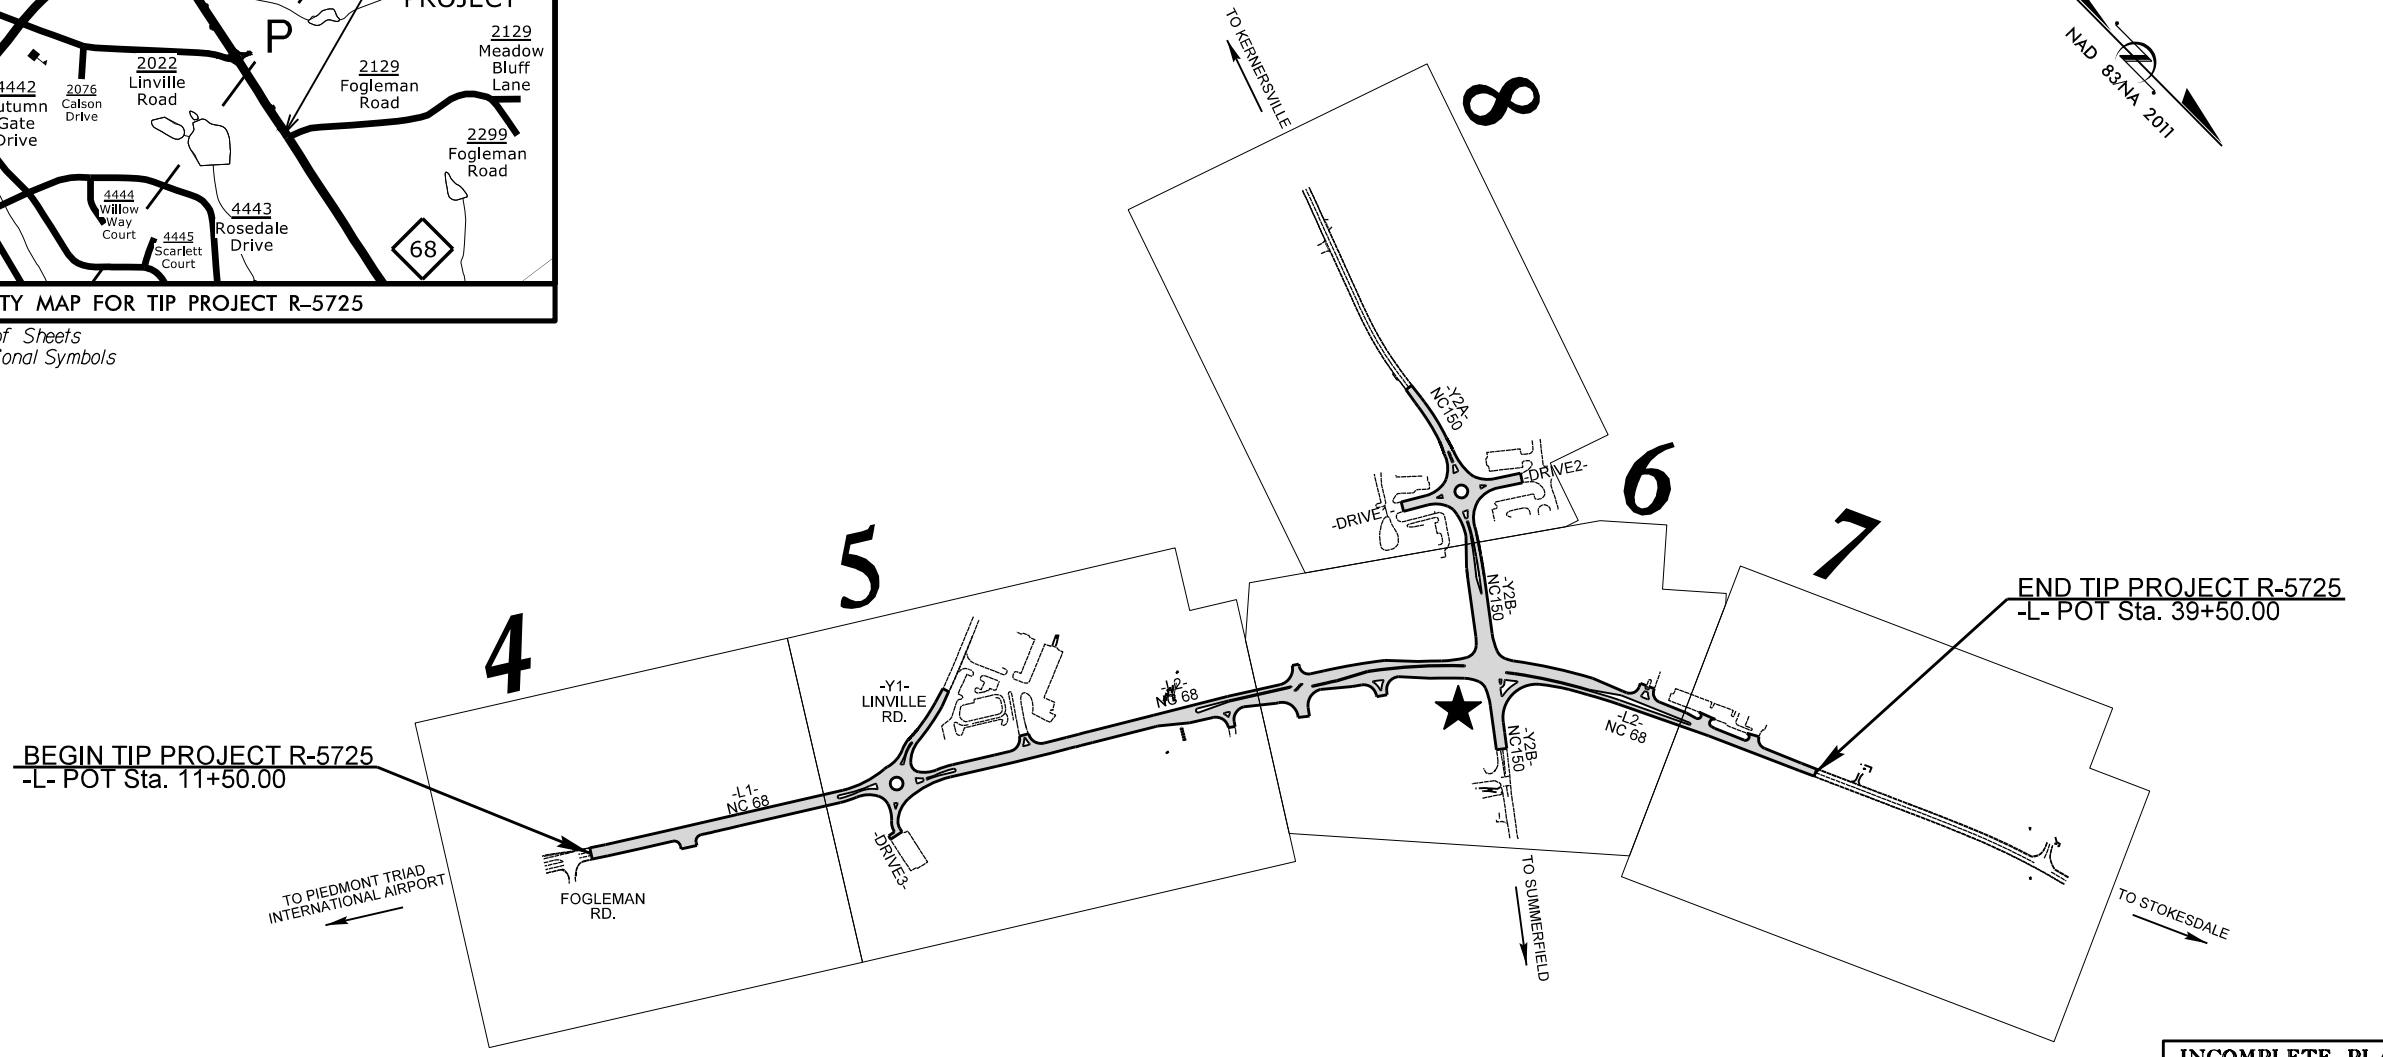 PROJECT
P
2129
Meadow
Bluff
Lane
2022
Linville
Road
2129
Fogleman
Road
4442
2076
Calson
Drive
Gate
2299
Fogleman
Road
4444
Willow
Way
Court
4445
Scarlett
Court
4443
Rosedale
Drive
68
MAP FOR TIP PROJECT R-5725
of Sheets
Symbols
TO KERNERSVILLE
NAD 83/NA 2011
8
-Y2A-
NC150
-DRIVE2-
6
-DRIVE1-
7
5
-Y2B-
NC150
END TIP PROJECT R-5725
-L- POT Sta. 39+50.00
4
-Y1-
LINVILLE
RD.
-L2-
NC 68
-L2-
NC 68
-Y2B-
NC150
BEGIN TIP PROJECT R-5725
-L- POT Sta. 11+50.00
-L1-
NC 68
-DRIVE3-
TO PIEDMONT TRIAD
INTERNATIONAL AIRPORT
FOGLEMAN
RD.
TO SUMMERFIELD
TO STOKESDALE
INCOMPLETE